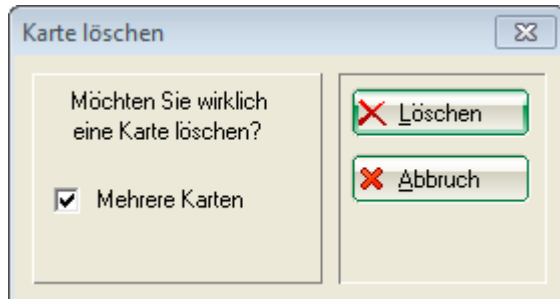 Karte löschen
Möchten Sie wirklich
eine Karte löschen?
Mehrere Karten
Löschen
Abbruch